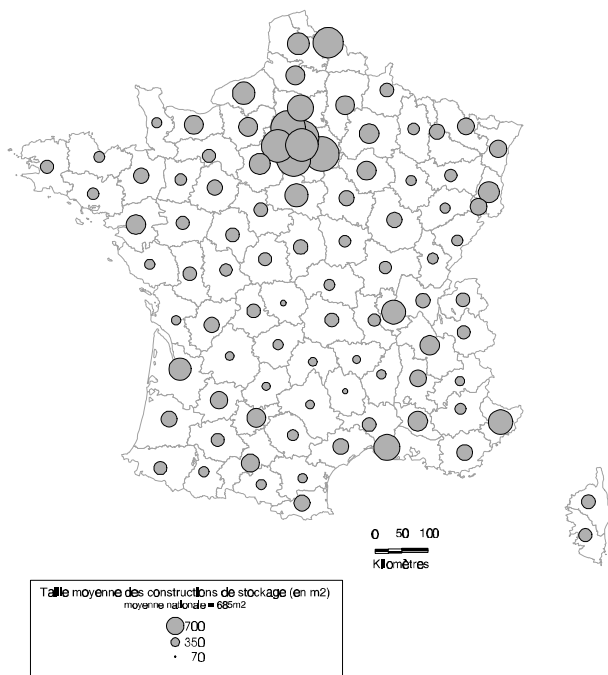 0 50 100
Kilomètres
Taille moyenne des constructions de stockage (en m2)
moyenne nationale = 685m2
700
350
70